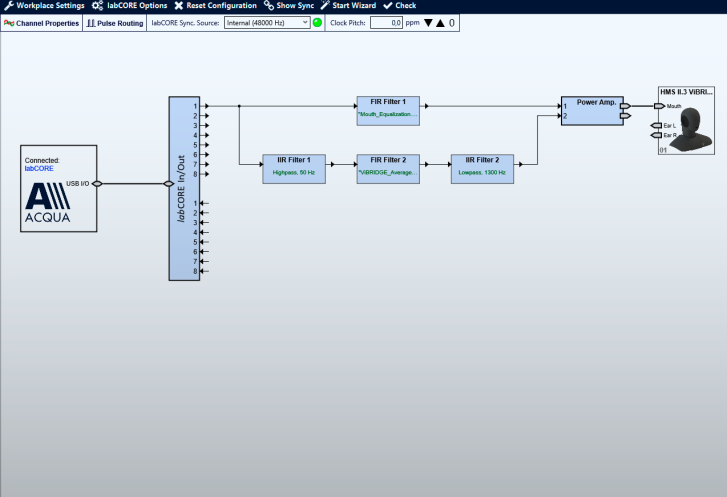 Workplace Settings labCORE Options Reset Configuration Show Sync Start Wizard Check
Channel Properties Pulse Routing labCORE Sync. Source: Internal (48000 Hz) Clock Pitch: 0,0 ppm 0
HMS II.3 ViBRI...
FIR Filter 1
"Mouth_Equalization....
Power Amp.
1
2
Mouth
Ear L
Ear R
01
1
2
3
4
5
6
7
8
labCORE In/Out
1
2
3
4
5
6
7
8
IIR Filter 1
Highpass, 50 Hz
FIR Filter 2
"VIBRIDGE_Average...
IIR Filter 2
Lowpass, 1300 Hz
Connected:
labCORE
USB I/O
ACQUA